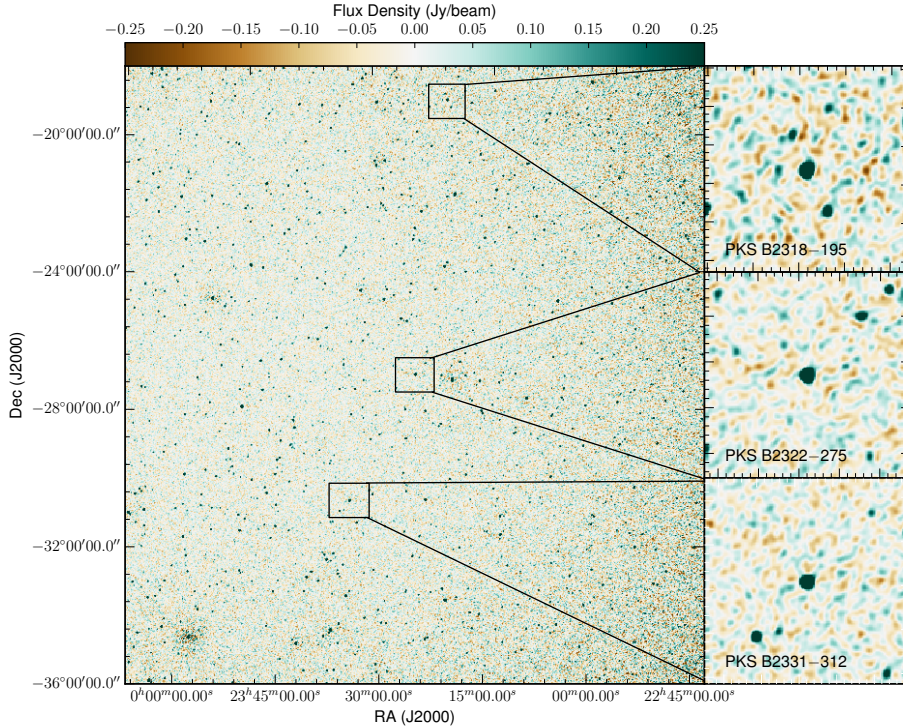 Flux Density (Jy/beam)
−0.25 −0.20 −0.15 −0.10 −0.05 0.00 0.05 0.10 0.15 0.20 0.25
−20°00′00.0″
−24°00′00.0″
−28°00′00.0″
−32°00′00.0″
−36°00′00.0″
Dec (J2000)
PKS B2318−195
PKS B2322−275
PKS B2331−312
0ʰ00ᵐ00.00ˢ 23ʰ45ᵐ00.00ˢ 30ᵐ00.00ˢ 15ᵐ00.00ˢ 00ᵐ00.00ˢ 22ʰ45ᵐ00.00ˢ
RA (J2000)